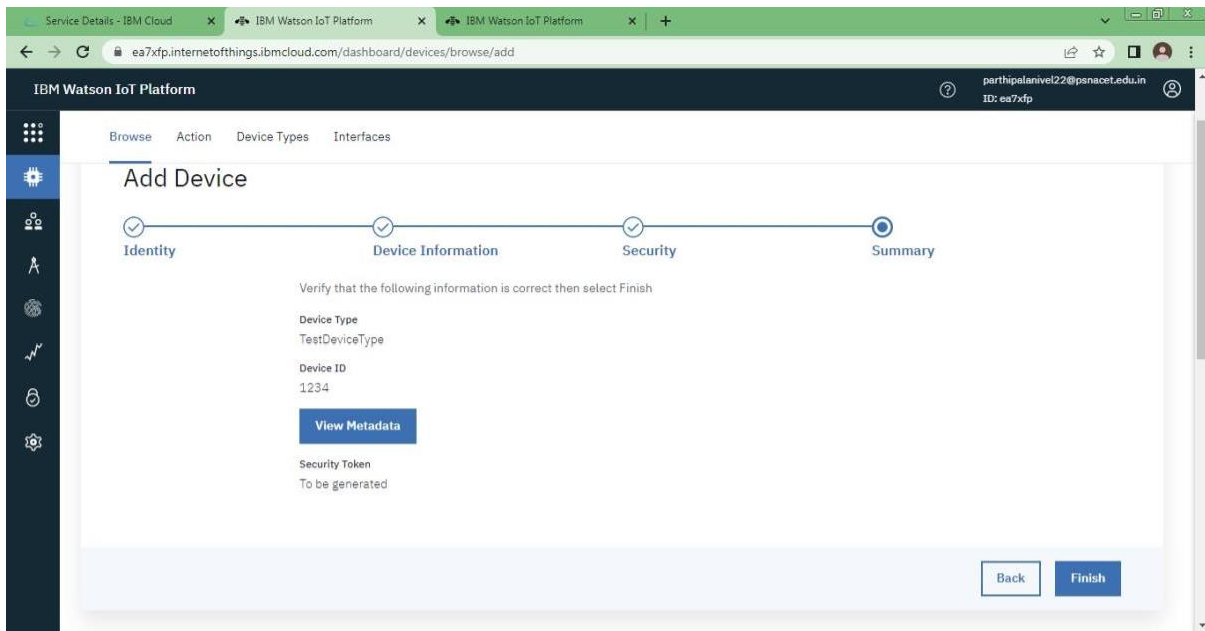 Service Details - IBM Cloud
IBM Watson IoT Platform
IBM Watson IoT Platform
ea7xfp.internetofthings.ibmcloud.com/dashboard/devices/browse/add
IBM Watson IoT Platform
parthipalanivel22@psnacet.edu.in
ID: ea7xfp
Browse Action Device Types Interfaces
Add Device
Identity Device Information Security Summary
Verify that the following information is correct then select Finish
Device Type
TestDeviceType
Device ID
1234
View Metadata
Security Token
To be generated
Back Finish